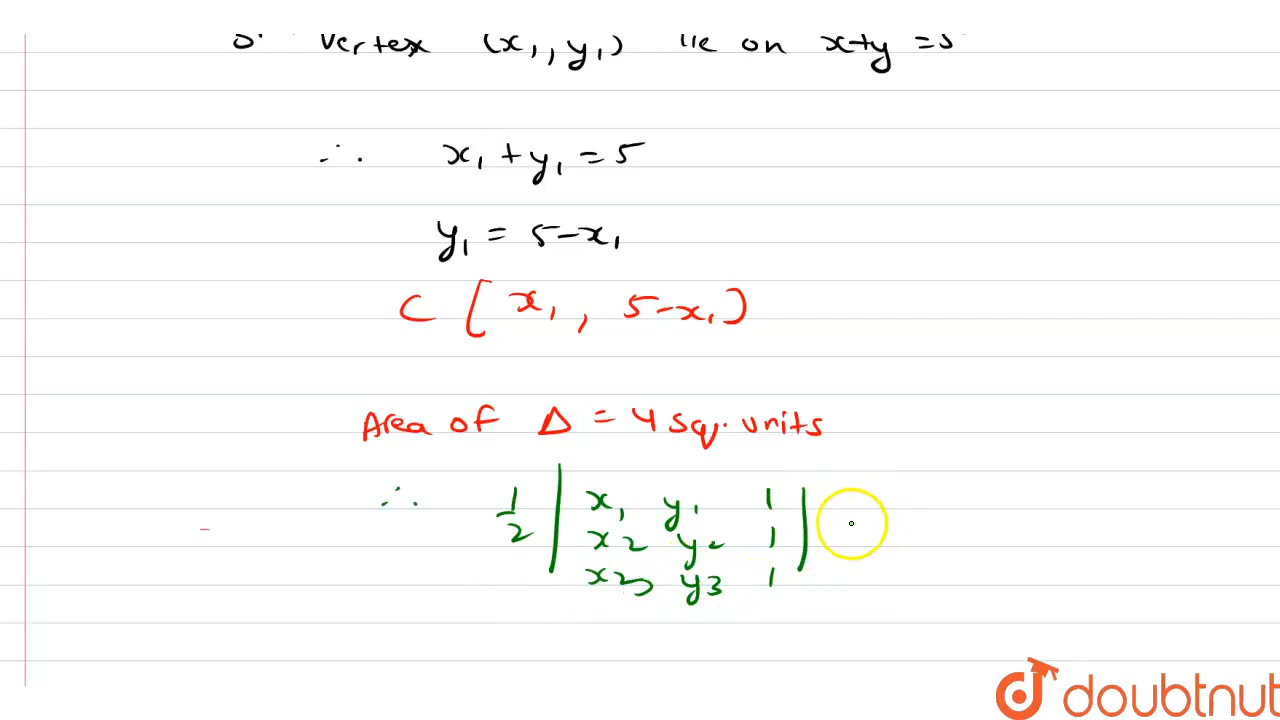 Vertex (x₁, y₁) lie on x+y =5
∴ x₁ + y₁ = 5
y₁ = 5-x₁
C [ x₁, 5-x₁)
Area of Δ = 4 sq. units
∴ 1/2 | x₁ y₁ 1 |
x2 y2 1
x3 y3 1
doubtnut